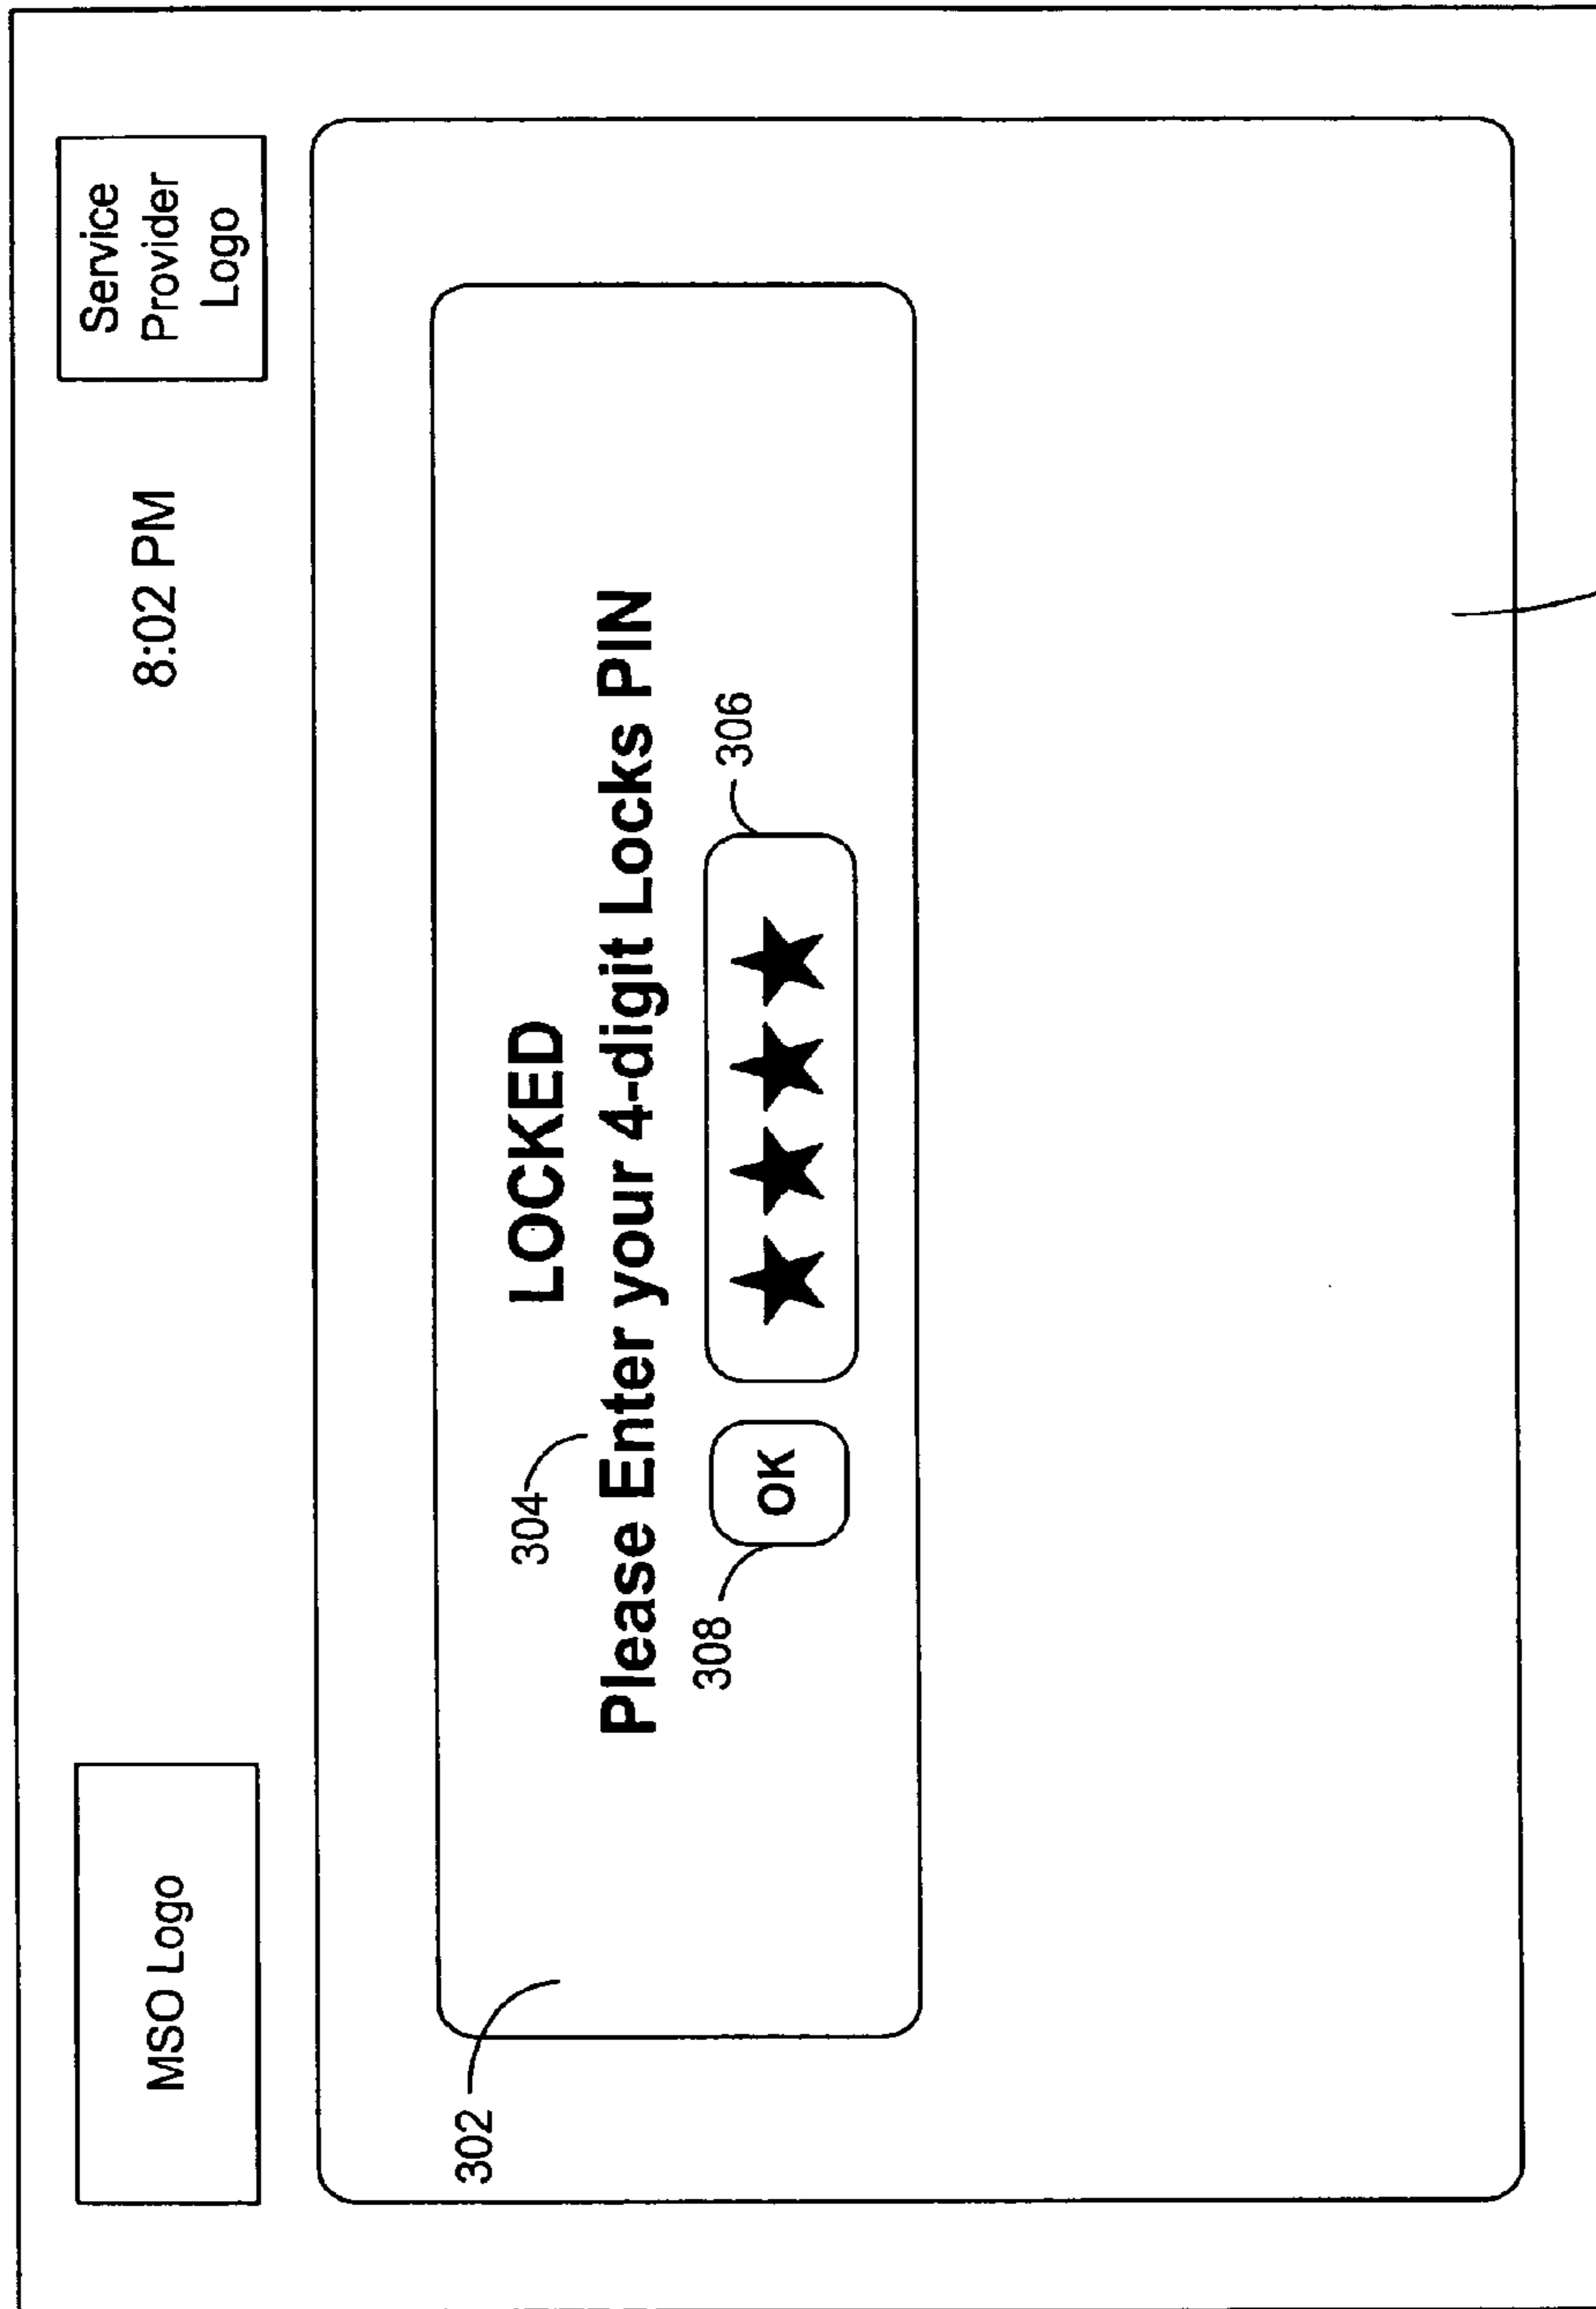 MSO Logo
8:02 PM
Service
Provider
Logo
302
LOCKED
304
Please Enter your 4-digit Locks PIN
308
OK
★★★★
306